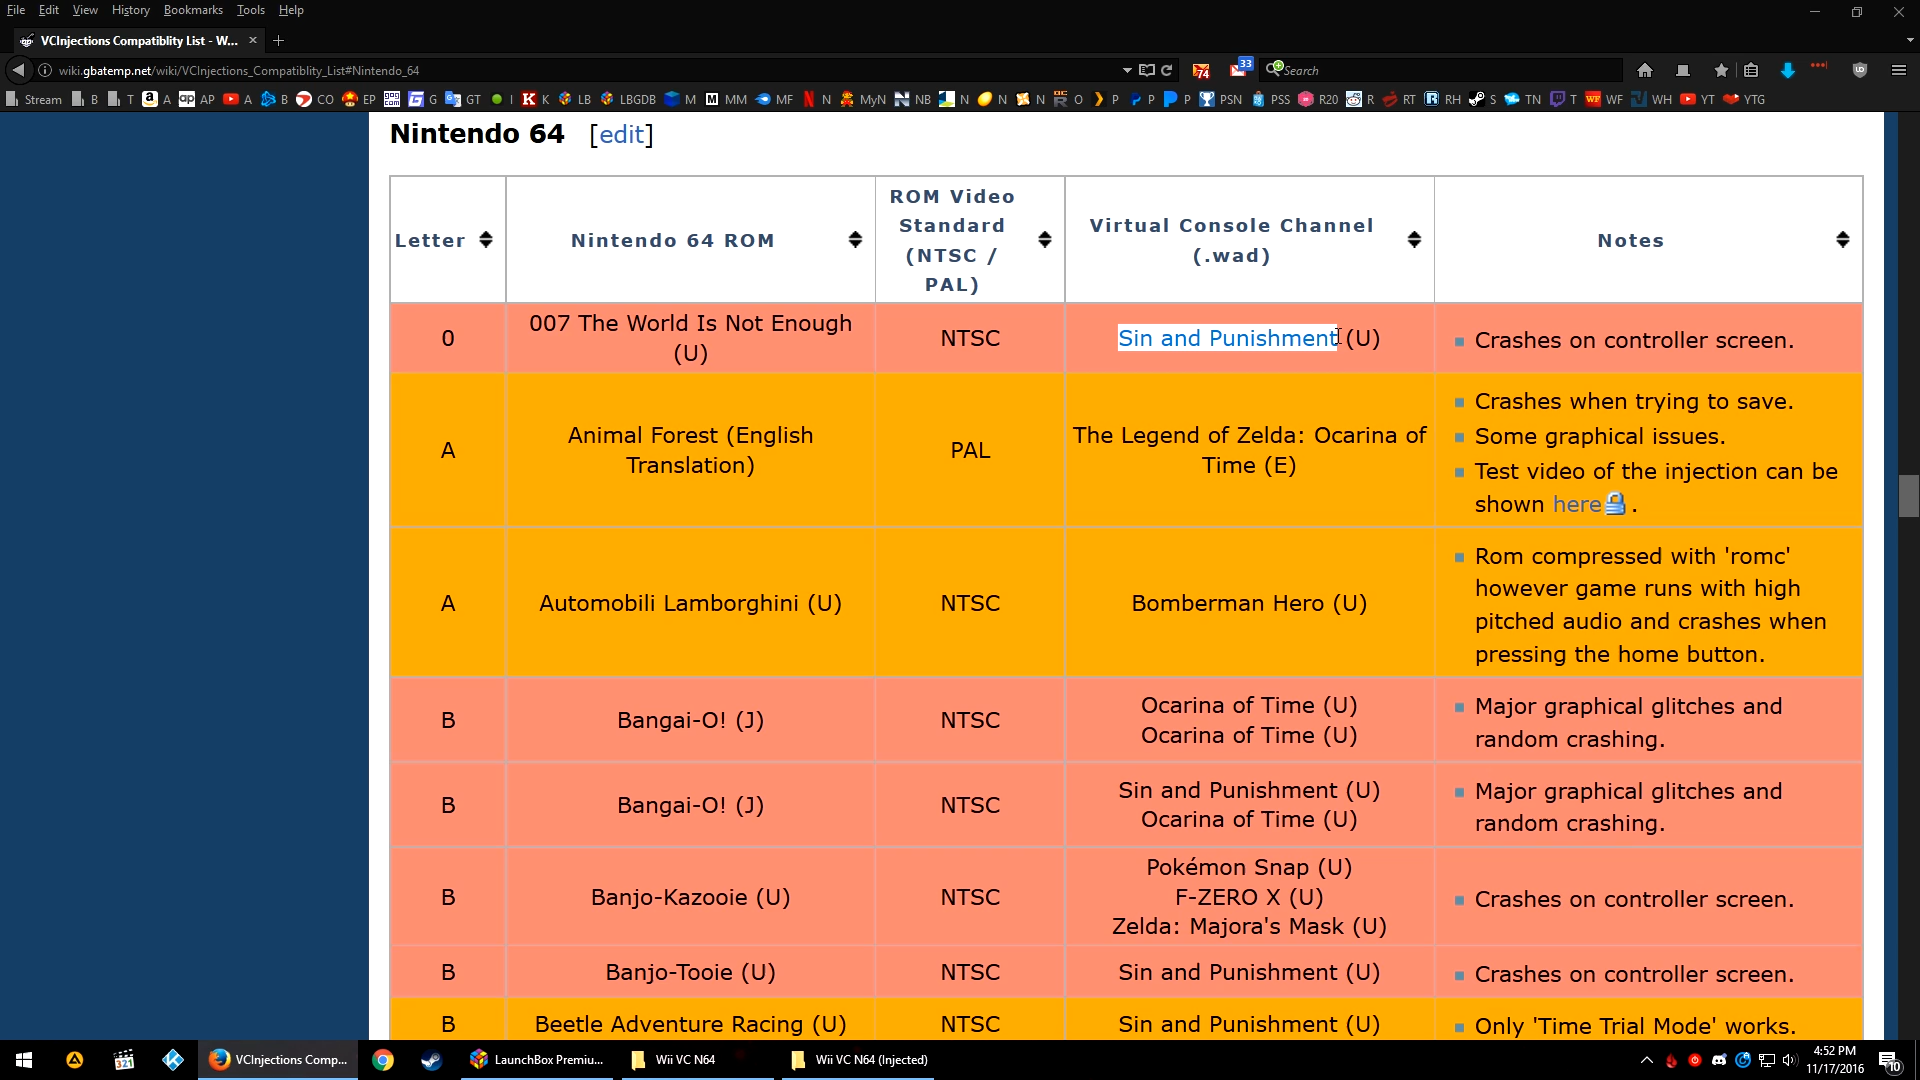 File Edit View History Bookmarks Tools Help
VCInjections Compatiblity List - W...
wiki.gbatemp.net/wiki/VCInjections_Compatiblity_List#Nintendo_64
74
33
Search
Stream B T A AP A B CO EP G GT I K LB LBGDB M MM MF N MyN NB N N N O P P P PSN PSS R20 R RT RH S TN T WF WH YT YTG
Nintendo 64 [edit]
Letter
Nintendo 64 ROM
ROM Video
Standard
(NTSC /
PAL)
Virtual Console Channel
(.wad)
Notes
0
007 The World Is Not Enough
(U)
NTSC
Sin and Punishment (U)
Crashes on controller screen.
A
Animal Forest (English
Translation)
PAL
The Legend of Zelda: Ocarina of
Time (E)
Crashes when trying to save.
Some graphical issues.
Test video of the injection can be
shown here .
A
Automobili Lamborghini (U)
NTSC
Bomberman Hero (U)
Rom compressed with 'romc'
however game runs with high
pitched audio and crashes when
pressing the home button.
B
Bangai-O! (J)
NTSC
Ocarina of Time (U)
Ocarina of Time (U)
Major graphical glitches and
random crashing.
B
Bangai-O! (J)
NTSC
Sin and Punishment (U)
Ocarina of Time (U)
Major graphical glitches and
random crashing.
B
Banjo-Kazooie (U)
NTSC
Pokémon Snap (U)
F-ZERO X (U)
Zelda: Majora's Mask (U)
Crashes on controller screen.
B
Banjo-Tooie (U)
NTSC
Sin and Punishment (U)
Crashes on controller screen.
B
Beetle Adventure Racing (U)
NTSC
Sin and Punishment (U)
Only 'Time Trial Mode' works.
321
VCInjections Comp...
LaunchBox Premiu...
Wii VC N64
Wii VC N64 (Injected)
4:52 PM
11/17/2016
10